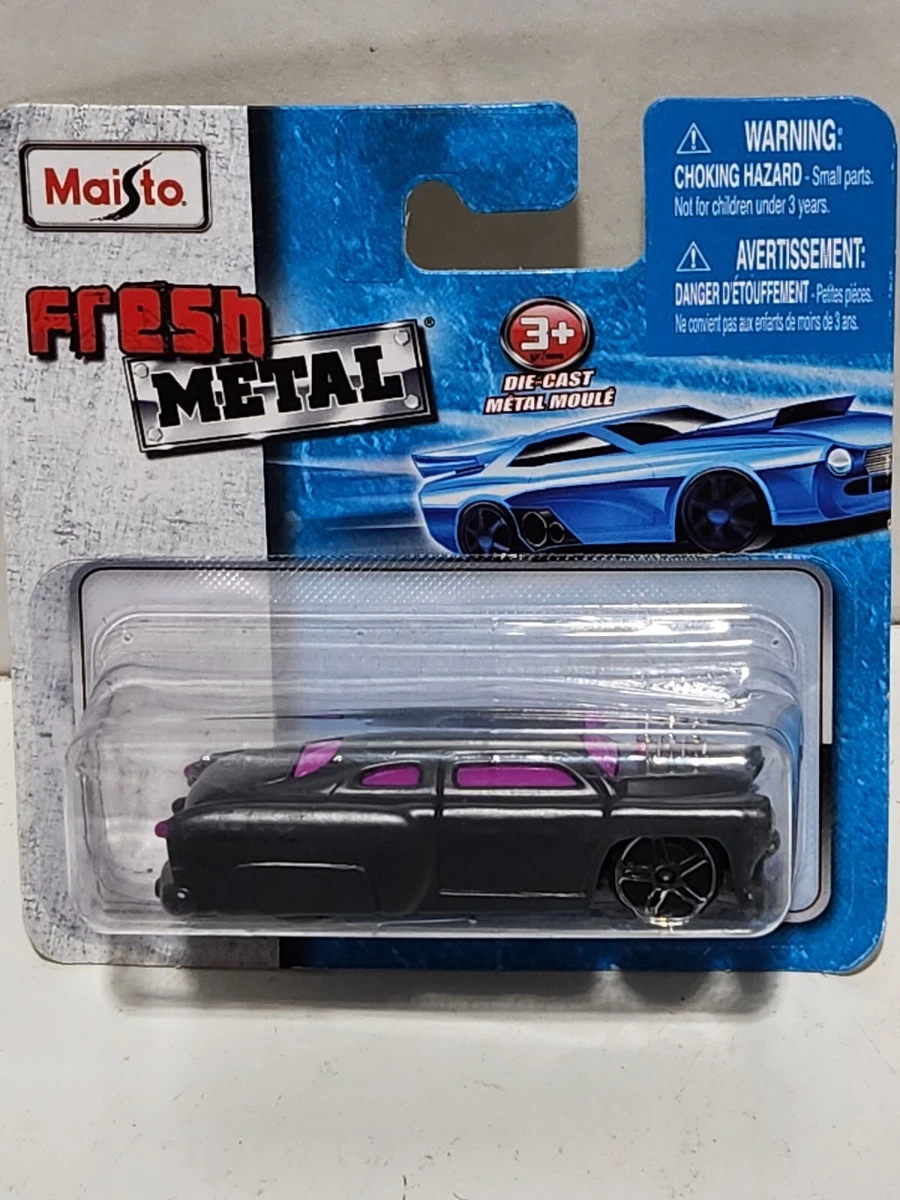 Maisto
Fresh
METAL®
3+
DIE-CAST
MÉTAL MOULÉ
WARNING:
CHOKING HAZARD - Small parts.
Not for children under 3 years.
AVERTISSEMENT:
DANGER D'ÉTOUFFEMENT - Petites pièces.
Ne convient pas aux enfants de moins de 3 ans.